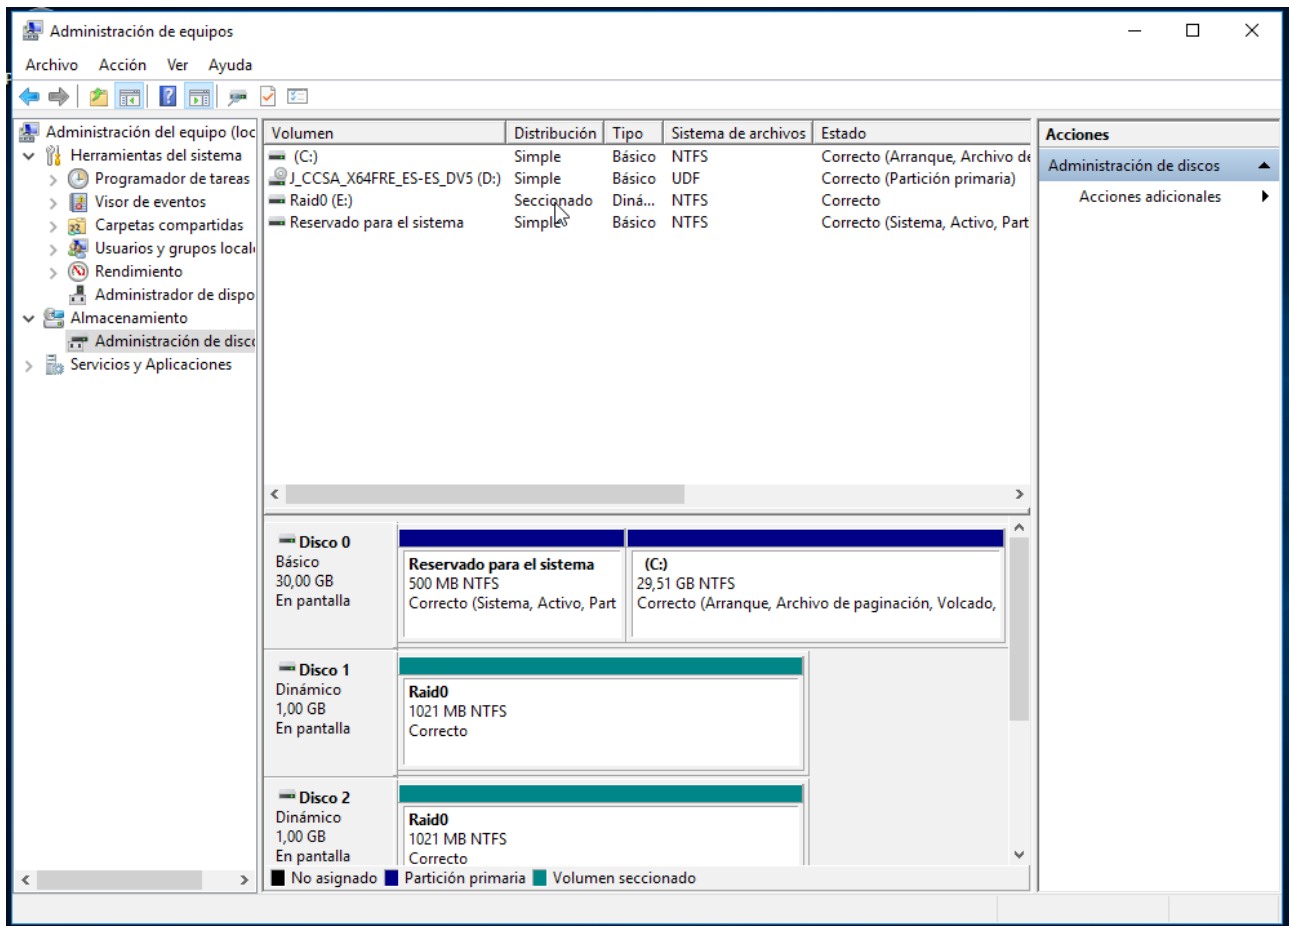 Administración de equipos
Archivo Acción Ver Ayuda
Administración del equipo (loc
Herramientas del sistema
Programador de tareas
Visor de eventos
Carpetas compartidas
Usuarios y grupos local
Rendimiento
Administrador de dispo
Almacenamiento
Administración de disc
Servicios y Aplicaciones
Volumen Distribución Tipo Sistema de archivos Estado
(C:) Simple Básico NTFS Correcto (Arranque, Archivo de
J_CCSA_X64FRE_ES-ES_DV5 (D:) Simple Básico UDF Correcto (Partición primaria)
Raid0 (E:) Seccionado Diná... NTFS Correcto
Reservado para el sistema Simple Básico NTFS Correcto (Sistema, Activo, Part
Disco 0
Básico
30,00 GB
En pantalla
Reservado para el sistema
500 MB NTFS
Correcto (Sistema, Activo, Part
(C:)
29,51 GB NTFS
Correcto (Arranque, Archivo de paginación, Volcado,
Disco 1
Dinámico
1,00 GB
En pantalla
Raid0
1021 MB NTFS
Correcto
Disco 2
Dinámico
1,00 GB
En pantalla
Raid0
1021 MB NTFS
Correcto
No asignado Partición primaria Volumen seccionado
Acciones
Administración de discos
Acciones adicionales